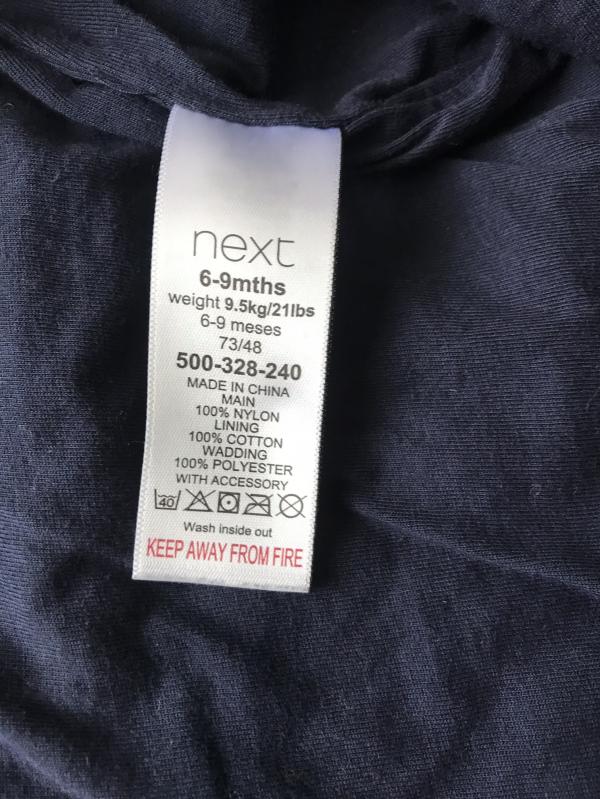 next
6-9mths
weight 9.5kg/21lbs
6-9 meses
73/48
500-328-240
MADE IN CHINA
MAIN
100% NYLON
LINING
100% COTTON
WADDING
100% POLYESTER
WITH ACCESSORY
40
Wash inside out
KEEP AWAY FROM FIRE